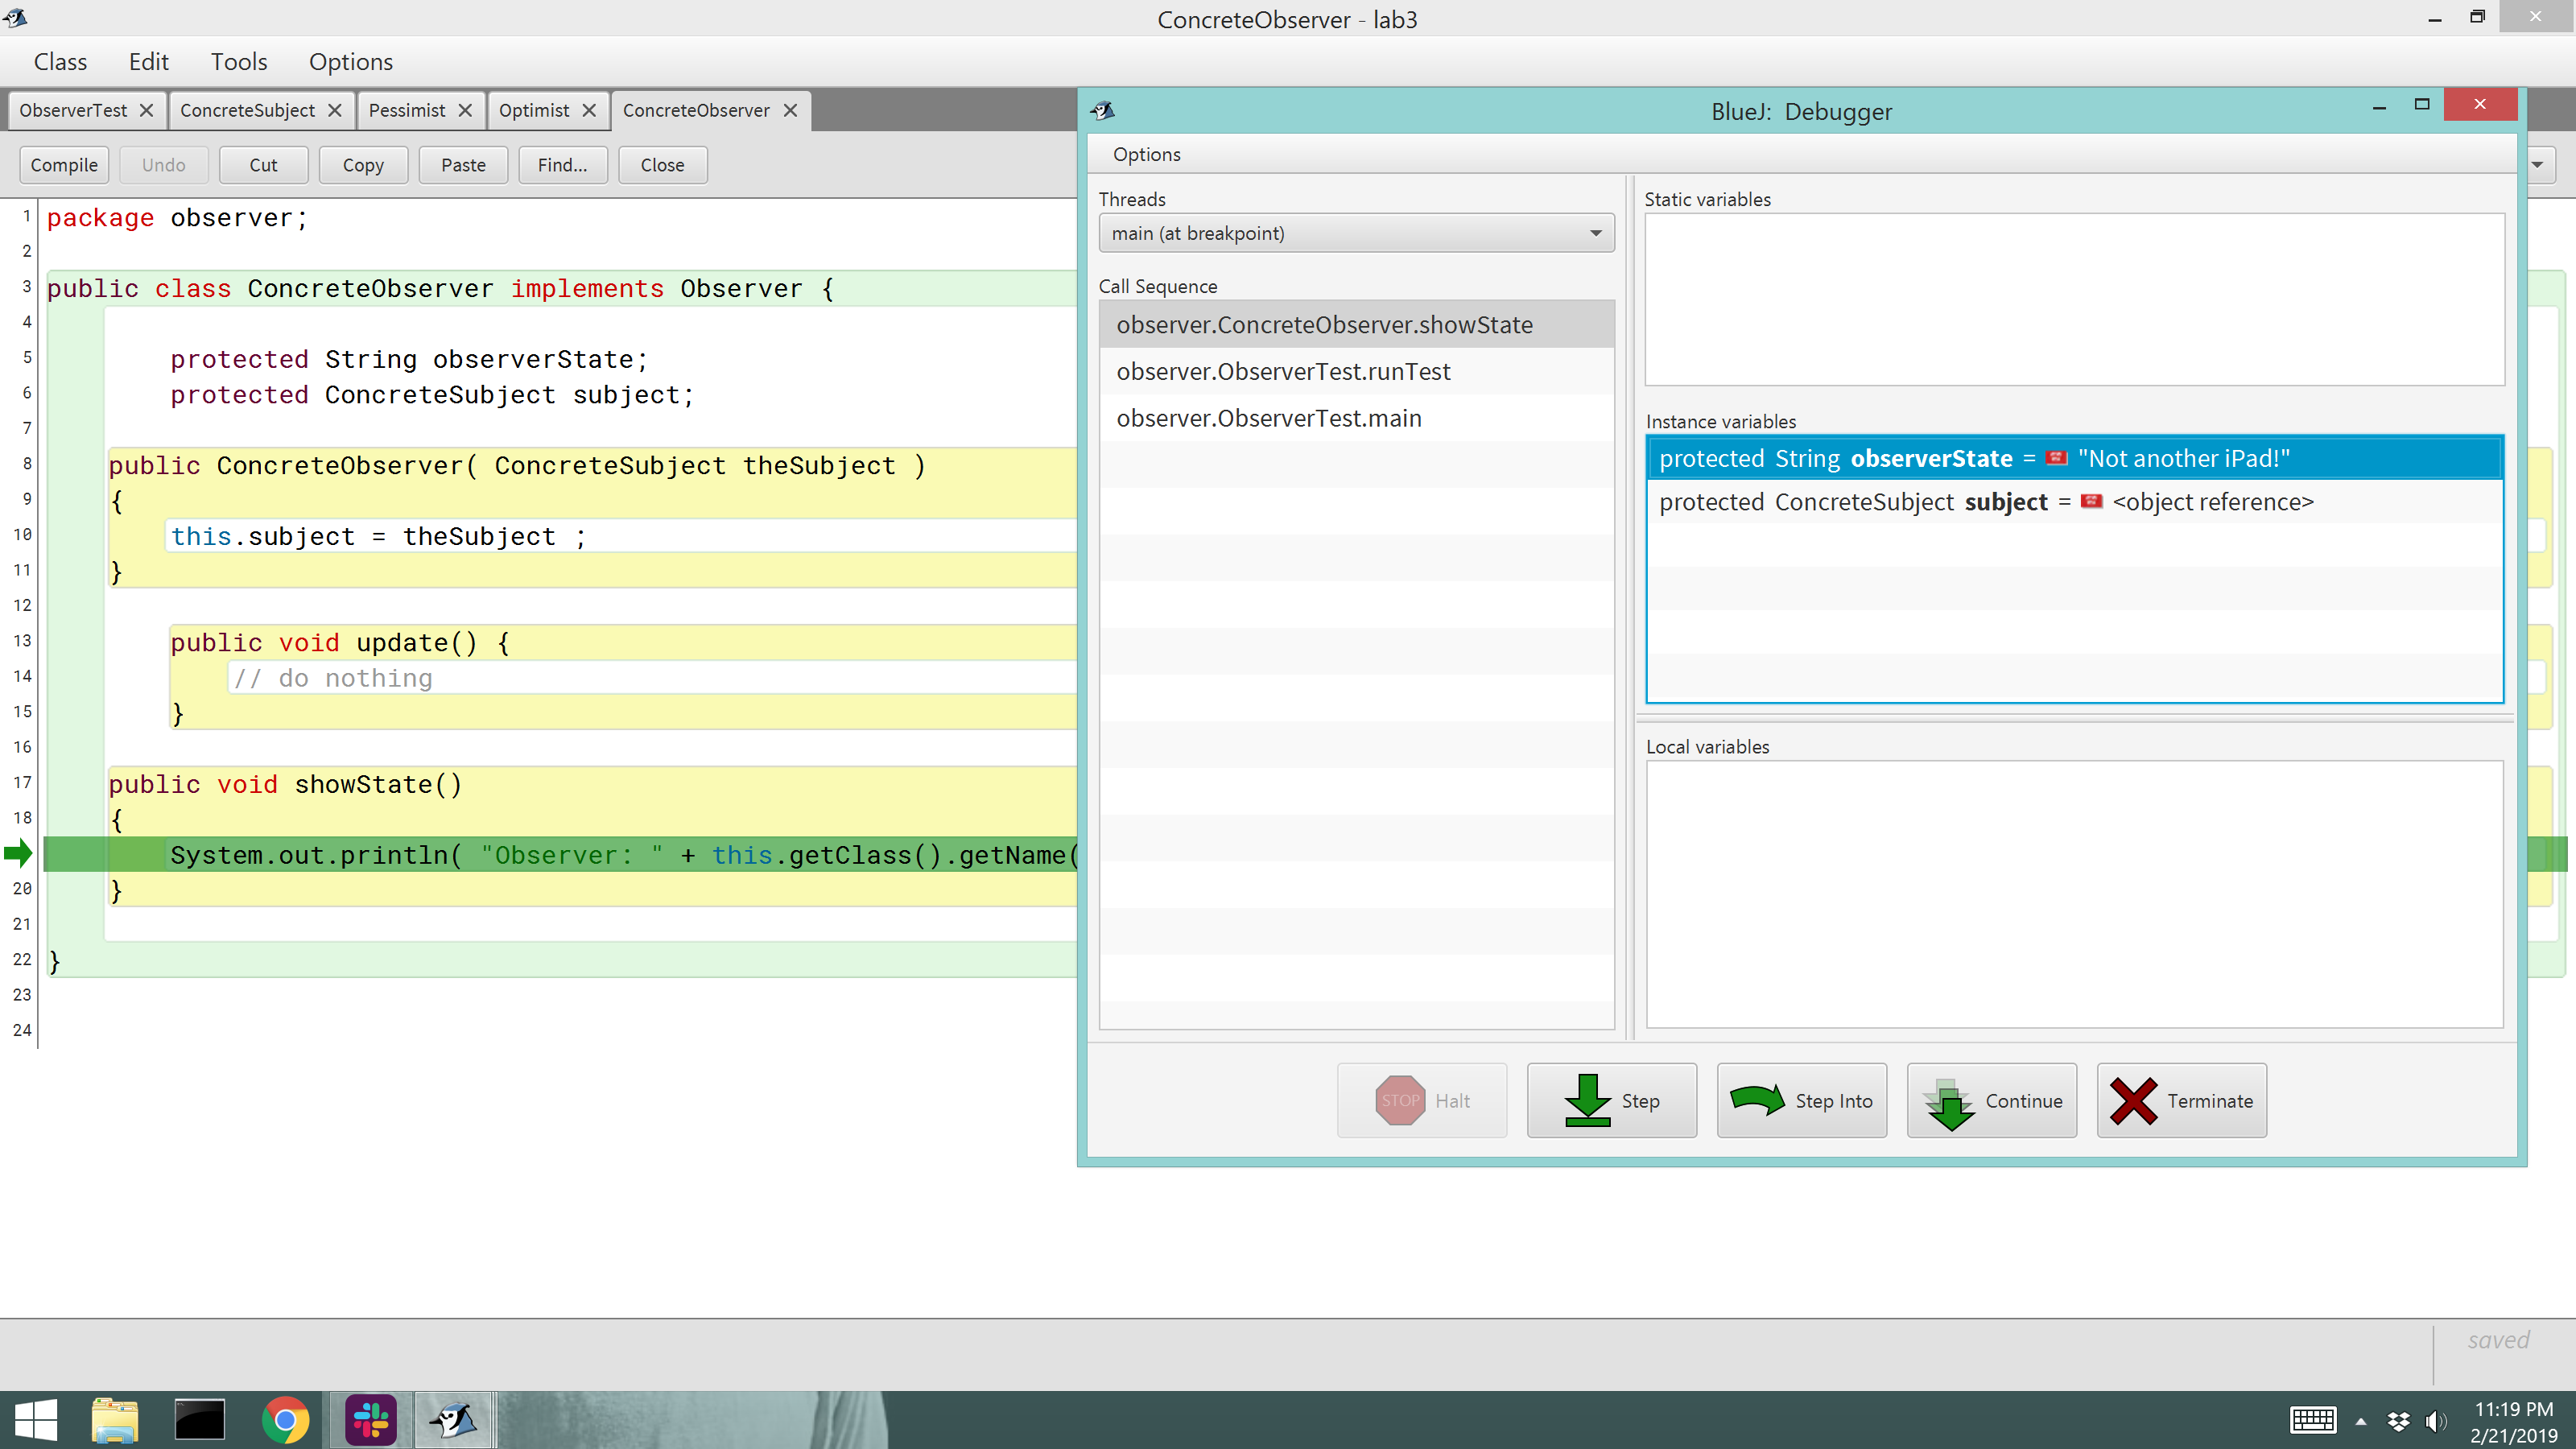 ConcreteObserver - lab3
Class Edit Tools Options
ObserverTest ConcreteSubject Pessimist Optimist ConcreteObserver
Compile Undo Cut Copy Paste Find... Close
1 package observer;
2
3 public class ConcreteObserver implements Observer {
4
5 protected String observerState;
6 protected ConcreteSubject subject;
7
8 public ConcreteObserver( ConcreteSubject theSubject )
9 {
10 this.subject = theSubject ;
11 }
12
13 public void update() {
14 // do nothing
15 }
16
17 public void showState()
18 {
System.out.println( "Observer: " + this.getClass().getName(
20 }
21
22 }
23
24
BlueJ: Debugger
Options
Threads
main (at breakpoint)
Call Sequence
observer.ConcreteObserver.showState
observer.ObserverTest.runTest
observer.ObserverTest.main
Static variables
Instance variables
protected String observerState = "Not another iPad!"
protected ConcreteSubject subject = <object reference>
Local variables
STOP Halt Step Step Into Continue Terminate
saved
11:19 PM
2/21/2019